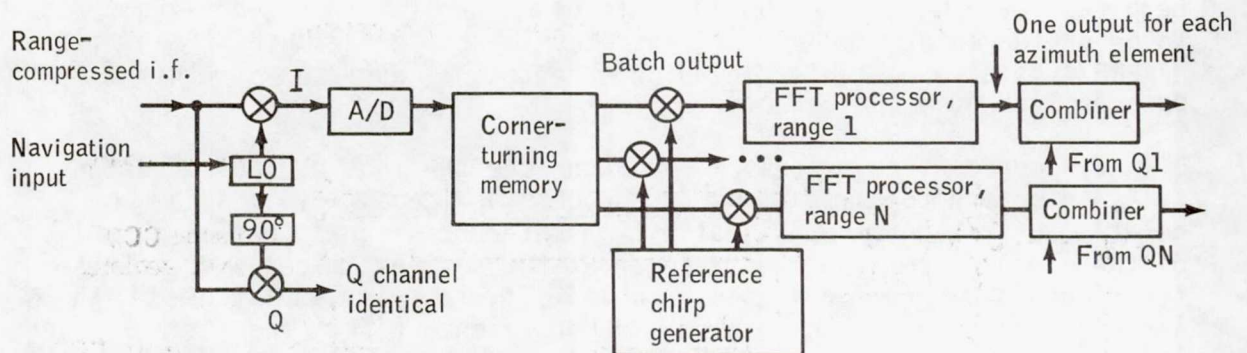 Range-
compressed i.f.
Navigation
input
I
LO
90°
Q
Q channel
identical
A/D
Corner-
turning
memory
Batch output
FFT processor,
range 1
FFT processor,
range N
Reference
chirp
generator
One output for each
azimuth element
Combiner
From Q1
Combiner
From QN